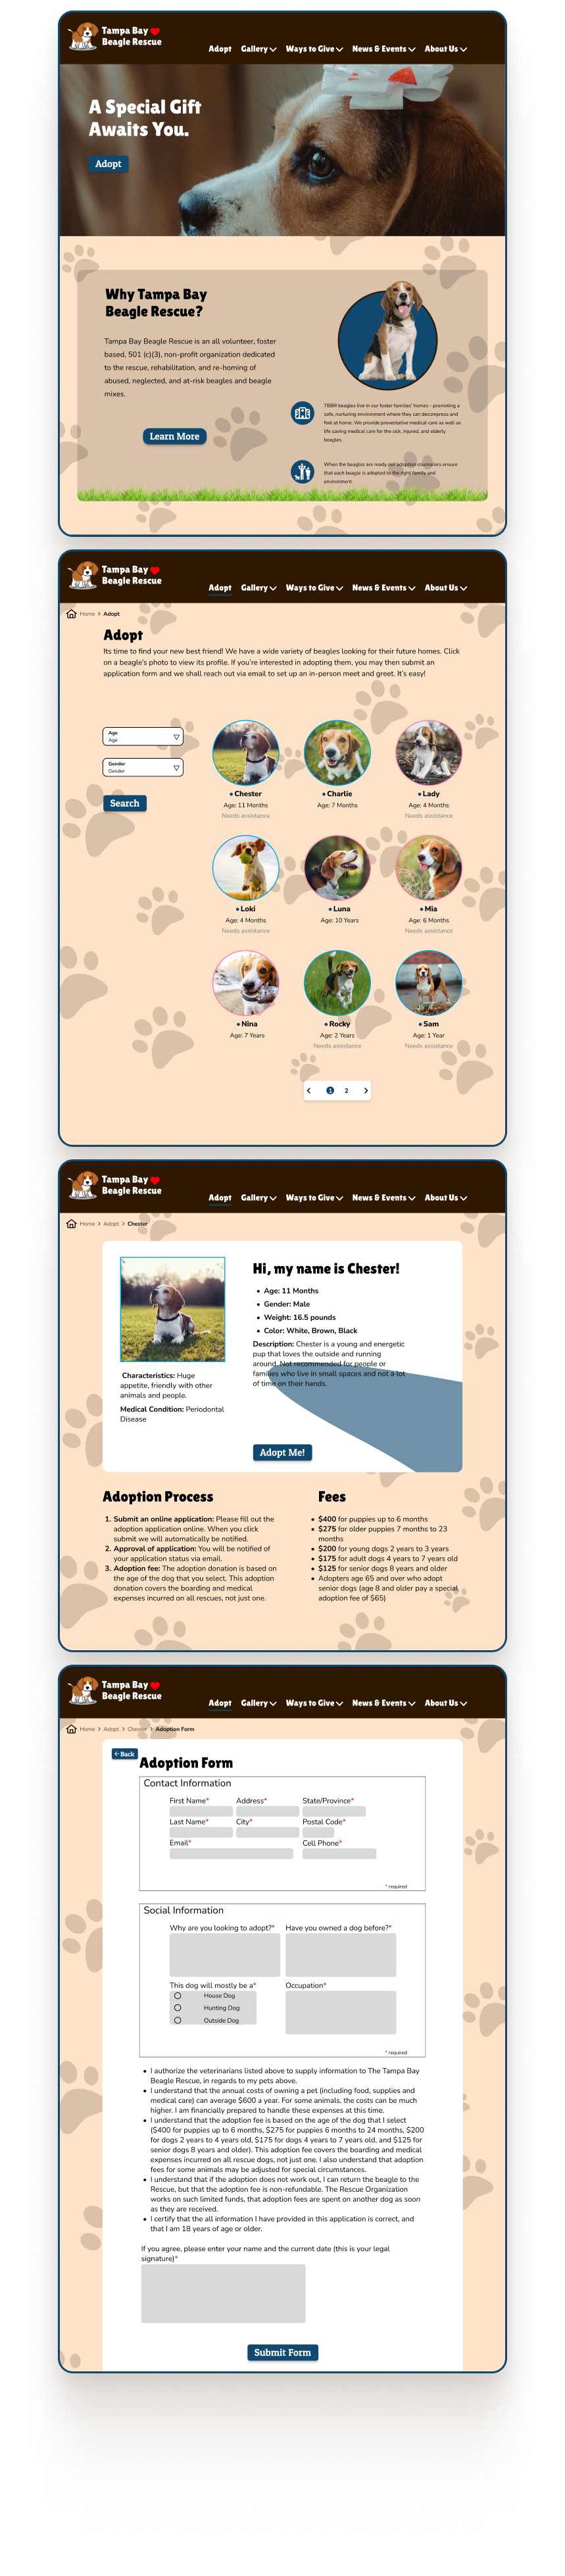 Tampa Bay
Beagle Rescue
Adopt Gallery Ways to Give News & Events About Us
A Special Gift
Awaits You.
Adopt
Why Tampa Bay
Beagle Rescue?
Tampa Bay Beagle Rescue is an all volunteer, foster
based, 501 (c)(3), non-profit organization dedicated
to the rescue, rehabilitation, and re-homing of
abused, neglected, and at-risk beagles and beagle
mixes.
Learn More
TBBR beagles live in our foster families' homes - promoting a
safe, nurturing environment where they can decompress and
feel at home. We provide preventative medical care as well as
life saving medical care for the sick, injured, and elderly
beagles.
When the beagles are ready our adoption counselors ensure
that each beagle is adopted to the right family and
environment.
Tampa Bay
Beagle Rescue
Adopt Gallery Ways to Give News & Events About Us
Home > Adopt
Adopt
Its time to find your new best friend! We have a wide variety of beagles looking for their future homes. Click
on a beagle's photo to view its profile. If you're interested in adopting them, you may then submit an
application form and we shall reach out via email to set up an in-person meet and greet. It's easy!
Age
Age
Gender
Gender
Search
Chester
Age: 11 Months
Needs assistance
Charlie
Age: 7 Months
Lady
Age: 4 Months
Needs assistance
Loki
Age: 4 Months
Needs assistance
Luna
Age: 10 Years
Mia
Age: 6 Months
Needs assistance
Nina
Age: 7 Years
Rocky
Age: 2 Years
Needs assistance
Sam
Age: 1 Year
Needs assistance
< 1 2 >
Tampa Bay
Beagle Rescue
Adopt Gallery Ways to Give News & Events About Us
Home > Adopt > Chester
Hi, my name is Chester!
• Age: 11 Months
• Gender: Male
• Weight: 16.5 pounds
• Color: White, Brown, Black
Description: Chester is a young and energetic
pup that loves the outside and running
around. Not recommended for people or
families who live in small spaces and not a lot
of time on their hands.
Characteristics: Huge
appetite, friendly with other
animals and people.
Medical Condition: Periodontal
Disease
Adopt Me!
Adoption Process
1. Submit an online application: Please fill out the
adoption application online. When you click
submit we will automatically be notified.
2. Approval of application: You will be notified of
your application status via email.
3. Adoption fee: The adoption donation is based on
the age of the dog that you select. This adoption
donation covers the boarding and medical
expenses incurred on all rescues, not just one.
Fees
• $400 for puppies up to 6 months
• $275 for older puppies 7 months to 23
months
• $200 for young dogs 2 years to 3 years
• $175 for adult dogs 4 years to 7 years old
• $125 for senior dogs 8 years and older
• Adopters age 65 and over who adopt
senior dogs (age 8 and older pay a special
adoption fee of $65)
Tampa Bay
Beagle Rescue
Adopt Gallery Ways to Give News & Events About Us
Home > Adopt > Chester > Adoption Form
Back
Adoption Form
Contact Information
First Name* Address* State/Province*
Last Name* City* Postal Code*
Email* Cell Phone*
* required
Social Information
Why are you looking to adopt?* Have you owned a dog before?*
This dog will mostly be a* Occupation*
House Dog
Hunting Dog
Outside Dog
* required
• I authorize the veterinarians listed above to supply information to The Tampa Bay
Beagle Rescue, in regards to my pets above.
• I understand that the annual costs of owning a pet (including food, supplies and
medical care) can average $600 a year. For some animals, the costs can be much
higher. I am financially prepared to handle these expenses at this time.
• I understand that the adoption fee is based on the age of the dog that I select
($400 for puppies up to 6 months, $275 for puppies 6 months to 24 months, $200
for dogs 2 years to 4 years old, $175 for dogs 4 years to 7 years old, and $125 for
senior dogs 8 years and older). This adoption fee covers the boarding and medical
expenses incurred on all rescue dogs, not just one. I also understand that adoption
fees for some animals may be adjusted for special circumstances.
• I understand that if the adoption does not work out, I can return the beagle to the
Rescue, but that the adoption fee is non-refundable. The Rescue Organization
works on such limited funds, that adoption fees are spent on another dog as soon
as they are received.
• I certify that the all information I have provided in this application is correct, and
that I am 18 years of age or older.
If you agree, please enter your name and the current date (this is your legal
signature)*
Submit Form